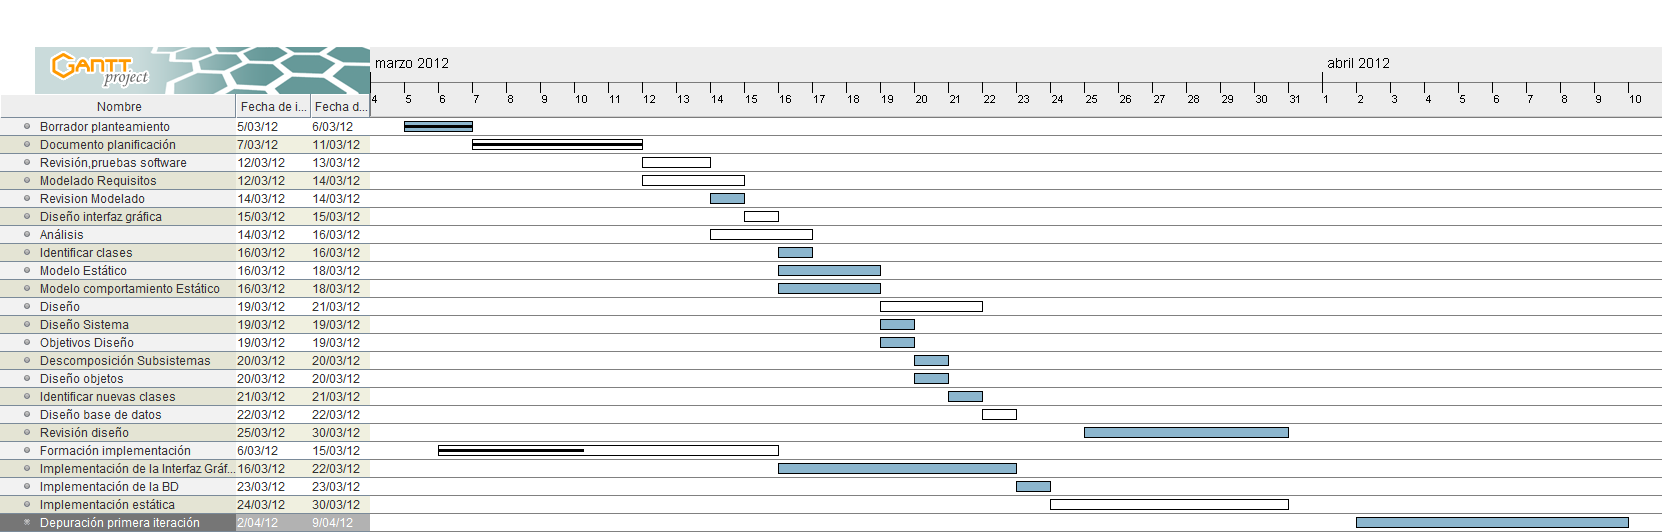 GANTT
project
marzo 2012
abril 2012
Nombre Fecha de i... Fecha d... 4 5 6 7 8 9 10 11 12 13 14 15 16 17 18 19 20 21 22 23 24 25 26 27 28 29 30 31 1 2 3 4 5 6 7 8 9 10
Borrador planteamiento 5/03/12 6/03/12
Documento planificación 7/03/12 11/03/12
Revisión,pruebas software 12/03/12 13/03/12
Modelado Requisitos 12/03/12 14/03/12
Revision Modelado 14/03/12 14/03/12
Diseño interfaz gráfica 15/03/12 15/03/12
Análisis 14/03/12 16/03/12
Identificar clases 16/03/12 16/03/12
Modelo Estático 16/03/12 18/03/12
Modelo comportamiento Estático 16/03/12 18/03/12
Diseño 19/03/12 21/03/12
Diseño Sistema 19/03/12 19/03/12
Objetivos Diseño 19/03/12 19/03/12
Descomposición Subsistemas 20/03/12 20/03/12
Diseño objetos 20/03/12 20/03/12
Identificar nuevas clases 21/03/12 21/03/12
Diseño base de datos 22/03/12 22/03/12
Revisión diseño 25/03/12 30/03/12
Formación implementación 6/03/12 15/03/12
Implementación de la Interfaz Gráf... 16/03/12 22/03/12
Implementación de la BD 23/03/12 23/03/12
Implementación estática 24/03/12 30/03/12
Depuración primera iteración 2/04/12 9/04/12